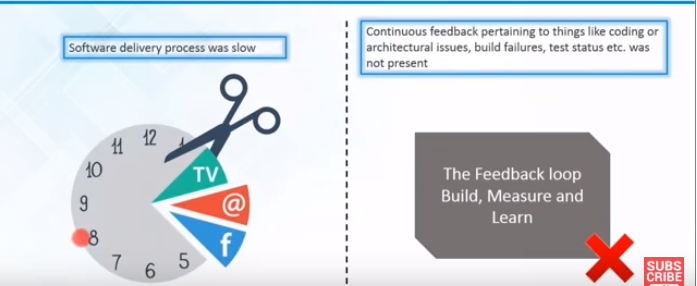 Software delivery process was slow
Continuous feedback pertaining to things like coding or
architectural issues, build failures, test status etc. was
not present
12
11
10
9
8
7
6
5
TV
@
f
The Feedback loop
Build, Measure and
Learn
SUBS
CRIBE